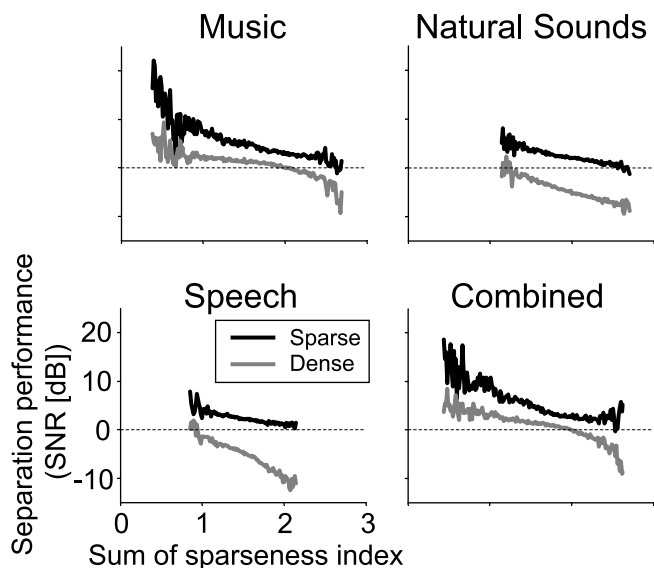 Music
Natural Sounds
Speech
Combined
Sparse
Dense
20
10
0
-10
Separation performance
(SNR [dB])
0
1
2
3
Sum of sparseness index